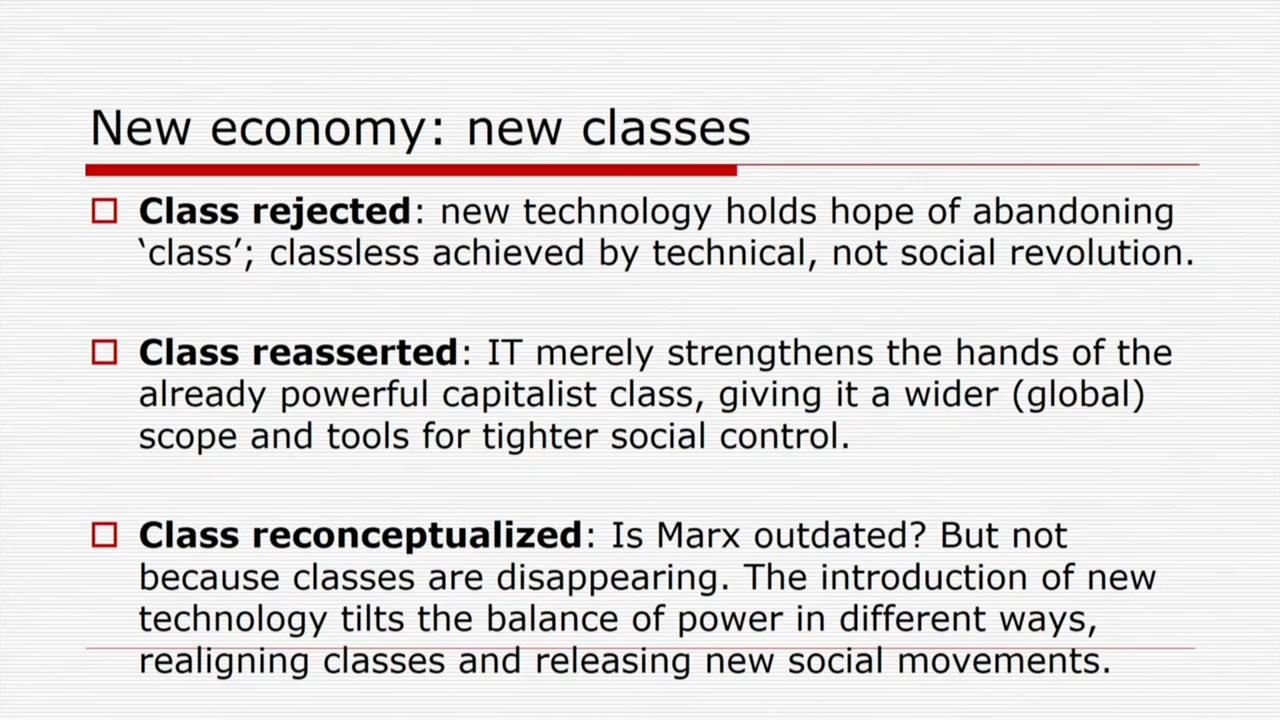 New economy: new classes
Class rejected: new technology holds hope of abandoning
‘class’; classless achieved by technical, not social revolution.
Class reasserted: IT merely strengthens the hands of the
already powerful capitalist class, giving it a wider (global)
scope and tools for tighter social control.
Class reconceptualized: Is Marx outdated? But not
because classes are disappearing. The introduction of new
technology tilts the balance of power in different ways,
realigning classes and releasing new social movements.